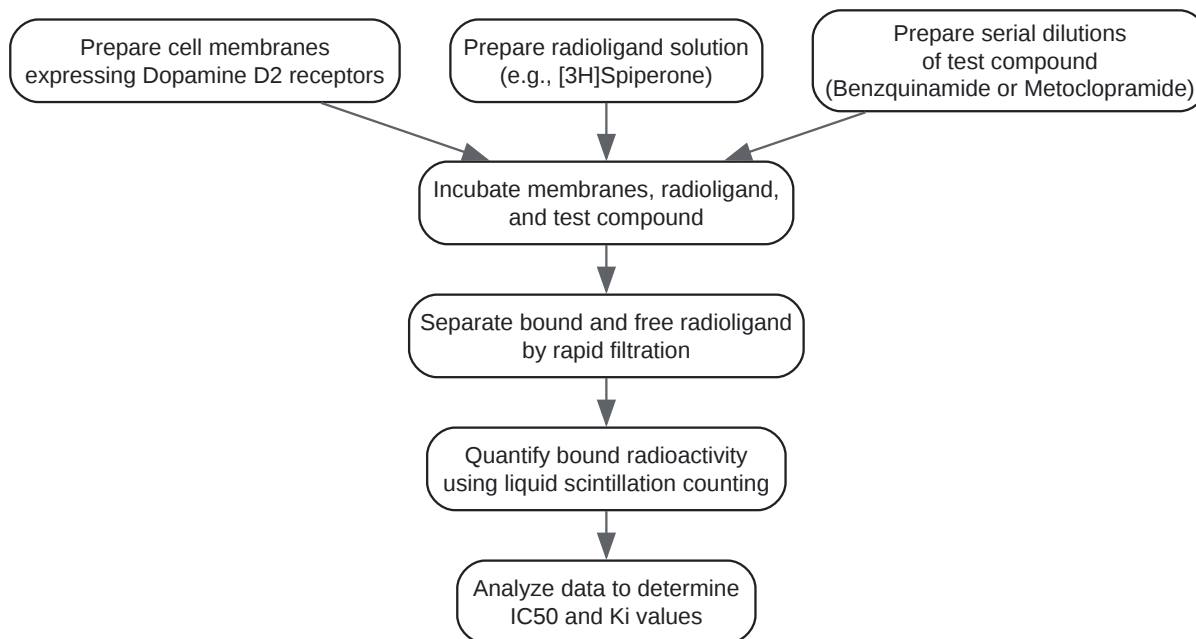 Prepare cell membranes
expressing Dopamine D2 receptors
Prepare radioligand solution
(e.g., [3H]Spiperone)
Prepare serial dilutions
of test compound
(Benzquinamide or Metoclopramide)
Incubate membranes, radioligand,
and test compound
Separate bound and free radioligand
by rapid filtration
Quantify bound radioactivity
using liquid scintillation counting
Analyze data to determine
IC50 and Ki values